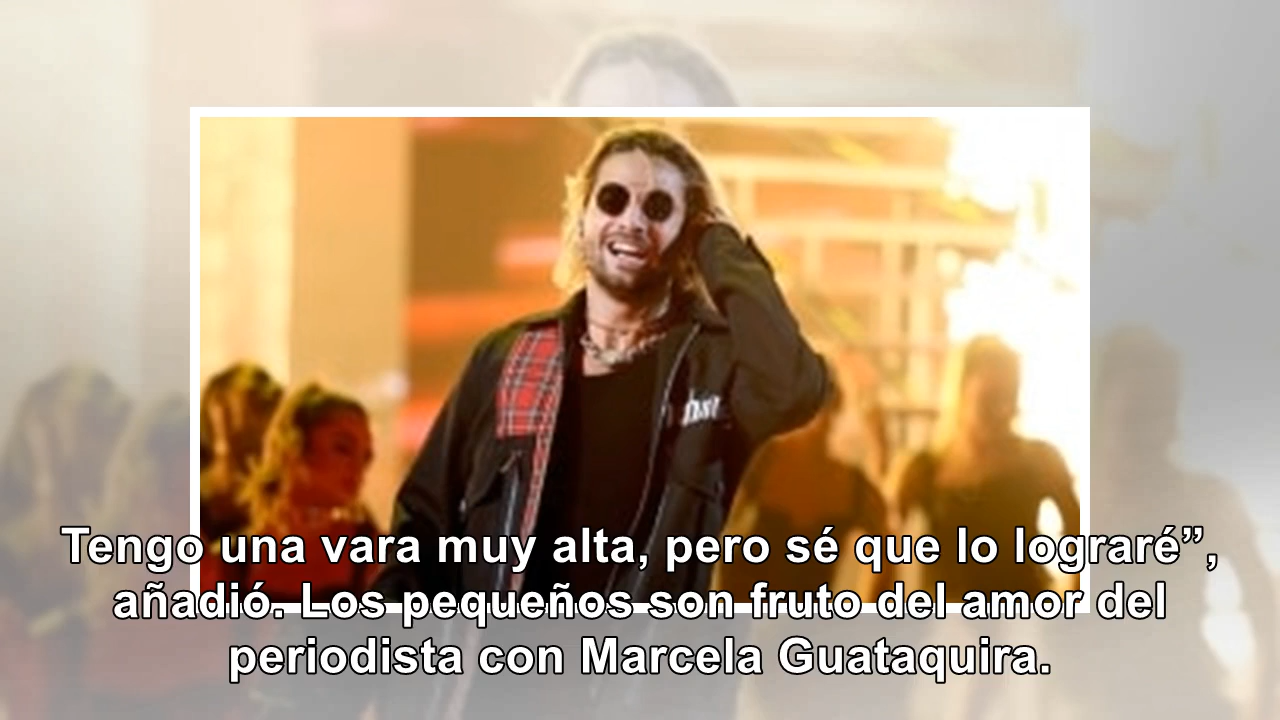 Tengo una vara muy alta, pero sé que lo lograré”,
añadió. Los pequeños son fruto del amor del
periodista con Marcela Guataquira.